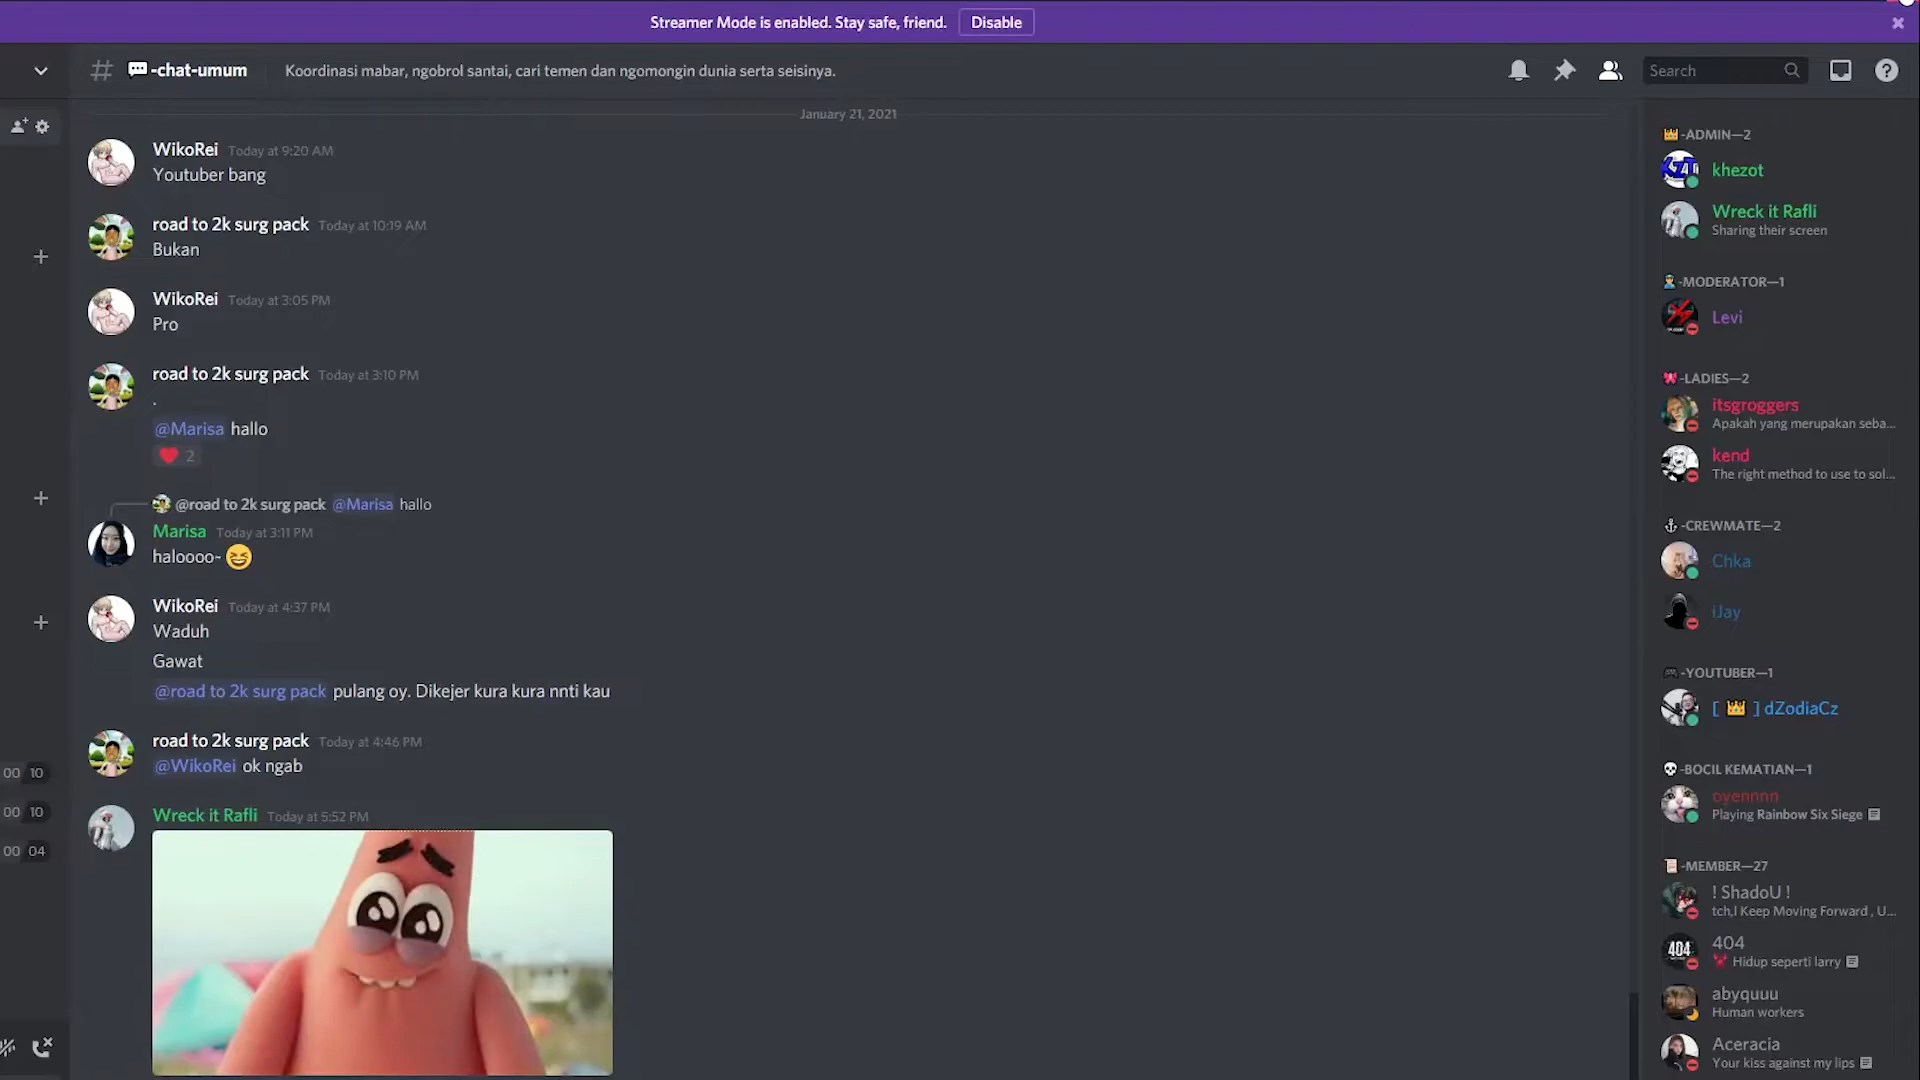 Streamer Mode is enabled. Stay safe, friend. Disable
-chat-umum Koordinasi mabar, ngobrol santai, cari temen dan ngomongin dunia serta seisinya. Search
January 21, 2021
WikoRei Today at 9:20 AM
Youtuber bang
road to 2k surg pack Today at 10:19 AM
Bukan
WikoRei Today at 3:05 PM
Pro
road to 2k surg pack Today at 3:10 PM
.
@Marisa hallo
2
@road to 2k surg pack @Marisa hallo
Marisa Today at 3:11 PM
haloooo~
WikoRei Today at 4:37 PM
Waduh
Gawat
@road to 2k surg pack pulang oy. Dikejer kura kura nnti kau
road to 2k surg pack Today at 4:46 PM
@WikoRei ok ngab
Wreck it Rafli Today at 5:52 PM
00 10
00 10
00 04
-ADMIN—2
khezot
Wreck it Rafli
Sharing their screen
-MODERATOR—1
Levi
-LADIES—2
itsgroggers
Apakah yang merupakan seba...
kend
The right method to use to sol...
-CREWMATE—2
Chka
iJay
-YOUTUBER—1
[ 👑 ] dZodiaCz
-BOCIL KEMATIAN—1
oyennnn
Playing Rainbow Six Siege
-MEMBER—27
! ShadoU !
tch,I Keep Moving Forward , U...
404
404
Hidup seperti larry
abyquuu
Human workers
Aceracia
Your kiss against my lips